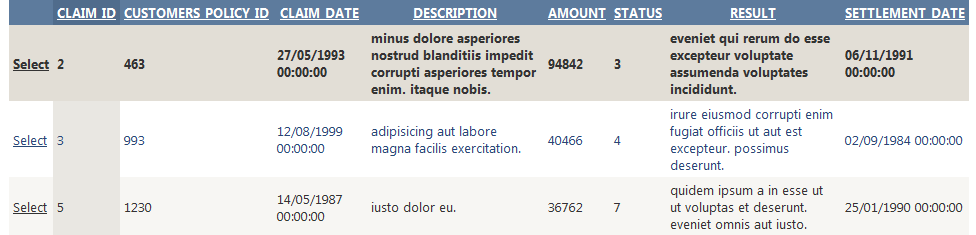 CLAIM ID CUSTOMERS POLICY ID CLAIM DATE DESCRIPTION AMOUNT STATUS RESULT SETTLEMENT DATE
Select 2 463 27/05/1993 00:00:00 minus dolore asperiores nostrud blanditiis impedit corrupti asperiores tempor enim. itaque nobis. 94842 3 eveniet qui rerum do esse excepteur voluptate assumenda voluptates incididunt. 06/11/1991 00:00:00
Select 3 993 12/08/1999 00:00:00 adipisicing aut labore magna facilis exercitation. 40466 4 irure eiusmod corrupti enim fugiat officiis ut aut est excepteur. possimus deserunt. 02/09/1984 00:00:00
Select 5 1230 14/05/1987 00:00:00 iusto dolor eu. 36762 7 quidem ipsum a in esse ut ut voluptas et deserunt. eveniet omnis aut iusto. 25/01/1990 00:00:00